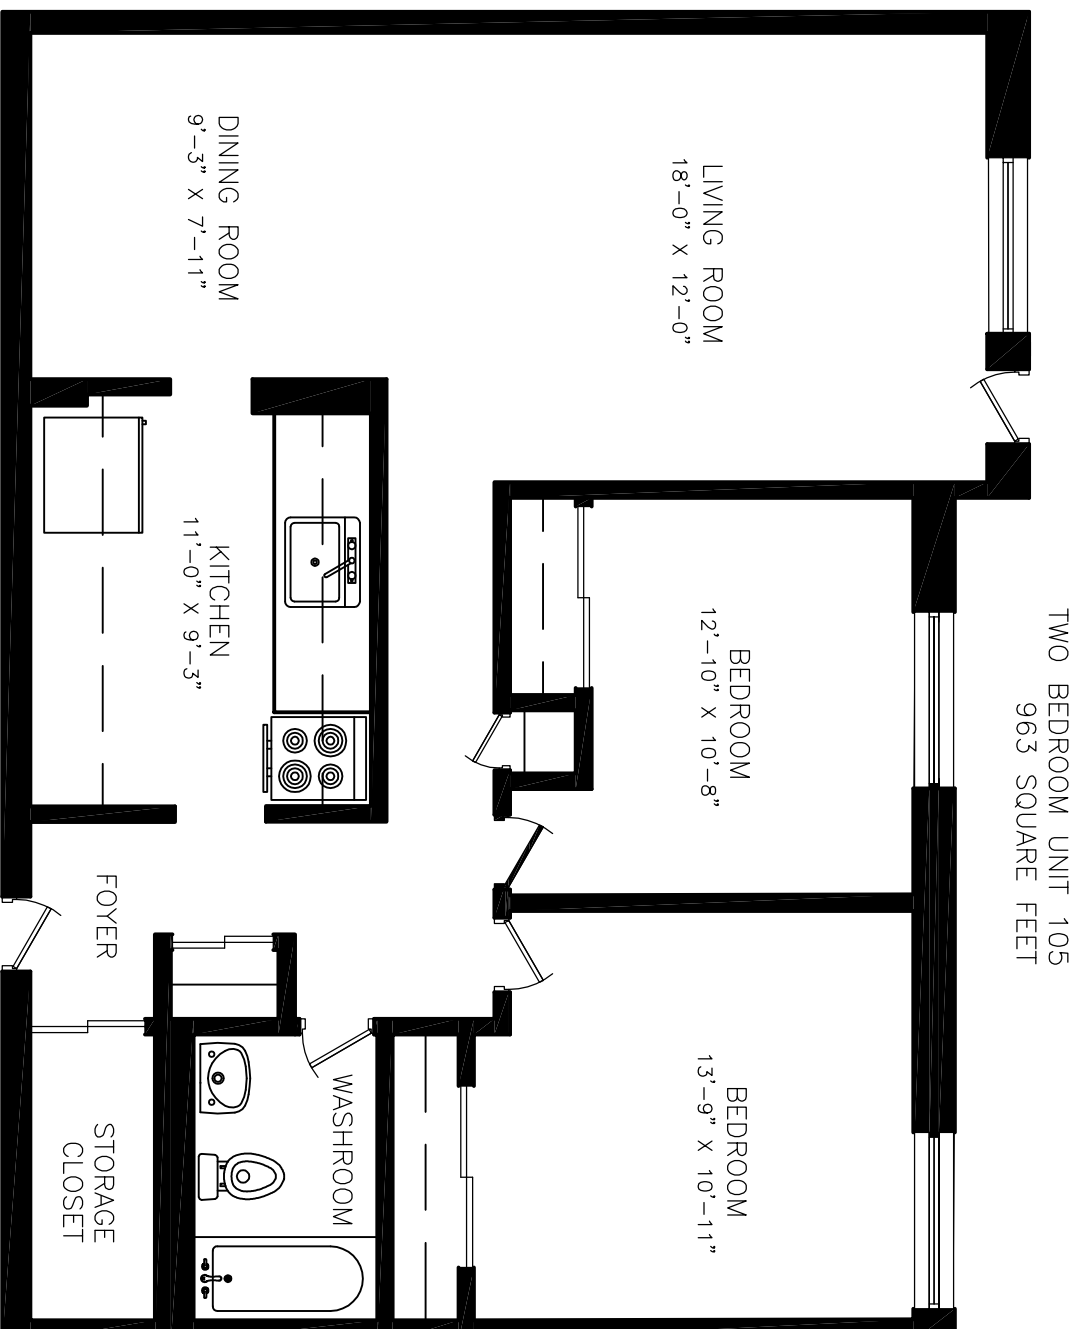 TWO BEDROOM UNIT 105
963 SQUARE FEET
LIVING ROOM
18'-0" X 12'-0"
DINING ROOM
9'-3" X 7'-11"
BEDROOM
12'-10" X 10'-8"
KITCHEN
11'-0" X 9'-3"
FOYER
BEDROOM
13'-9" X 10'-11"
WASHROOM
STORAGE
CLOSET